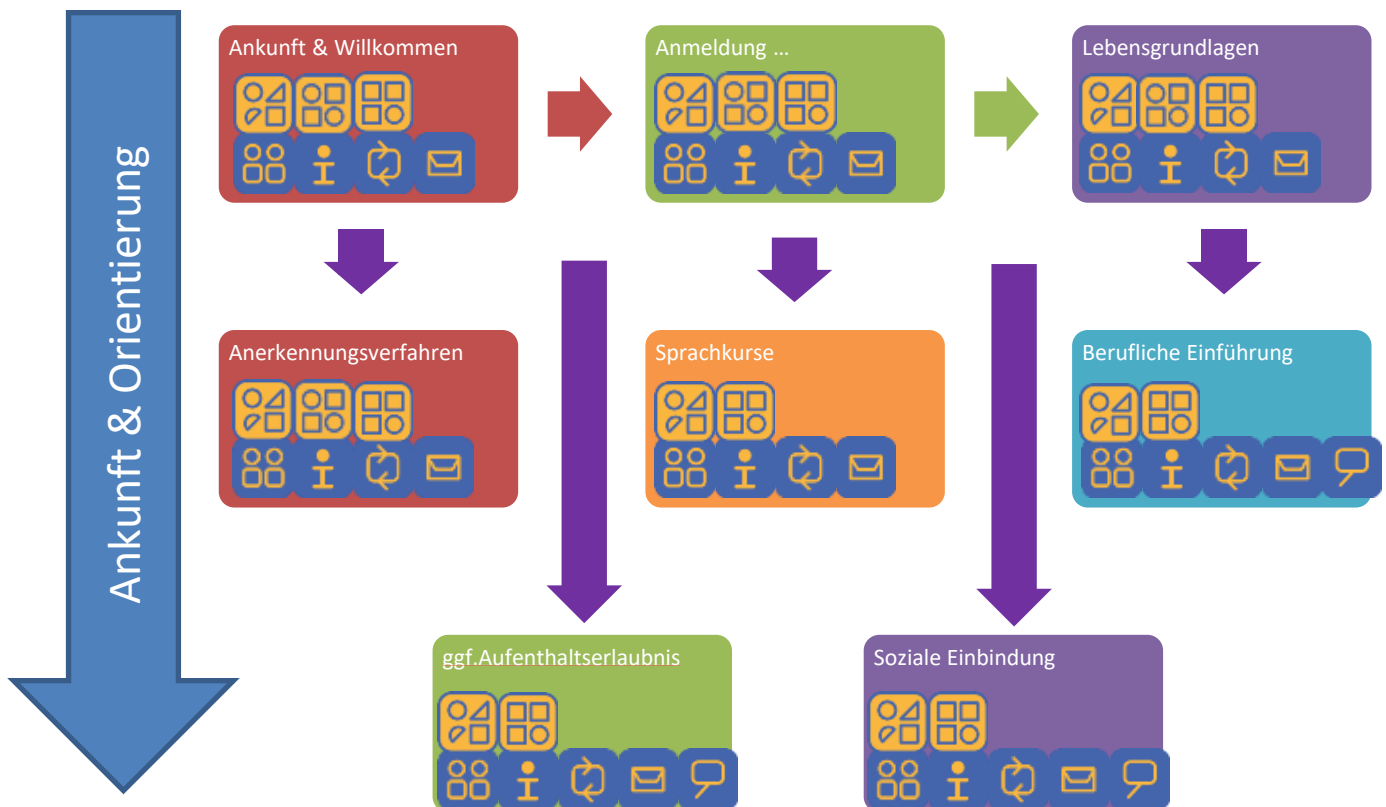 Ankunft & Orientierung
Ankunft & Willkommen
Anmeldung ...
Lebensgrundlagen
Anerkennungsverfahren
Sprachkurse
Berufliche Einführung
ggf.Aufenthaltserlaubnis
Soziale Einbindung